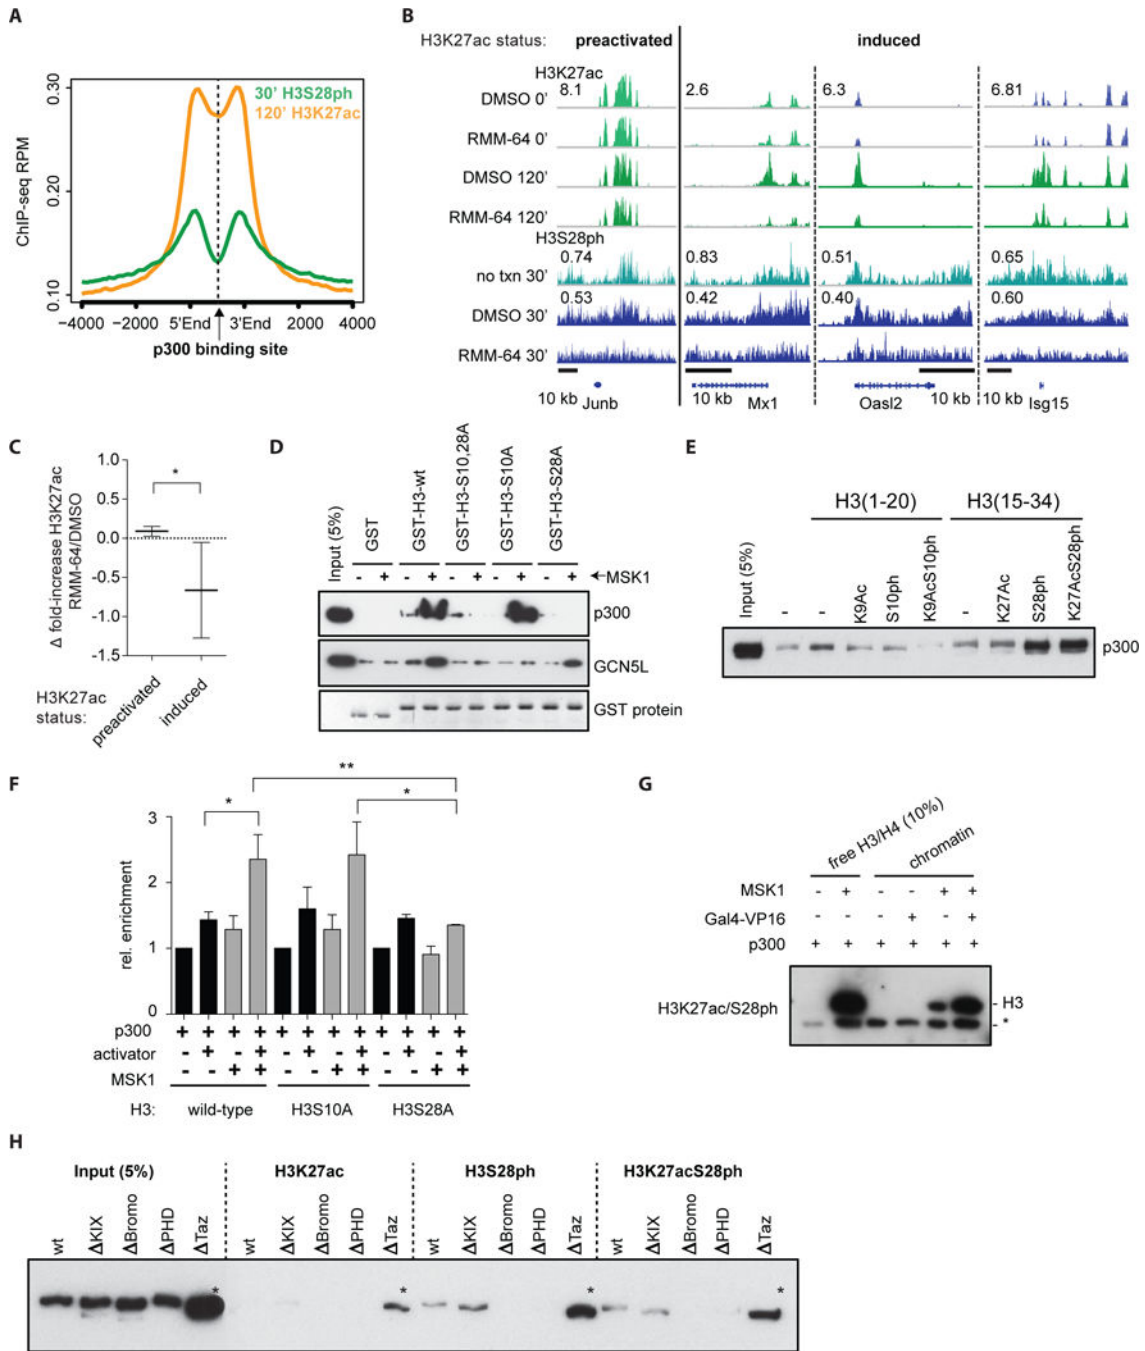 A
ChIP-seq RPM
0.30
0.20
0.10
30' H3S28ph
120' H3K27ac
−4000
−2000
5'End
3'End
2000
4000
p300 binding site
B
H3K27ac status:
preactivated
induced
H3K27ac
8.1
2.6
6.3
6.81
DMSO 0'
RMM-64 0'
DMSO 120'
RMM-64 120'
H3S28ph
0.74
0.83
0.51
0.65
no txn 30'
0.53
0.42
0.40
0.60
DMSO 30'
RMM-64 30'
10 kb
Junb
10 kb
Mx1
Oasl2
10 kb
10 kb
Isg15
C
Δ fold-increase H3K27ac
RMM-64/DMSO
1.0
0.5
0.0
-0.5
-1.0
-1.5
*
H3K27ac
status:
preactivated
induced
D
Input (5%)
GST
GST-H3-wt
GST-H3-S10,28A
GST-H3-S10A
GST-H3-S28A
- + - + - + - + - + ←MSK1
p300
GCN5L
GST protein
E
H3(1-20)
H3(15-34)
Input (5%)
-
-
K9Ac
S10ph
K9AcS10ph
-
K27Ac
S28ph
K27AcS28ph
p300
F
**
*
*
rel. enrichment
3
2
1
0
p300 + + + + + + + + + + + +
activator - + - + - + - + - + - +
MSK1 - - + + - - + + - - + +
H3: wild-type H3S10A H3S28A
G
free H3/H4 (10%)
chromatin
MSK1 - + - - + +
Gal4-VP16 - - - + - +
p300 + + + + + +
H3K27ac/S28ph
- H3
- *
H
Input (5%)
H3K27ac
H3S28ph
H3K27acS28ph
wt ΔKIX ΔBromo ΔPHD ΔTaz wt ΔKIX ΔBromo ΔPHD ΔTaz wt ΔKIX ΔBromo ΔPHD ΔTaz wt ΔKIX ΔBromo ΔPHD ΔTaz
* * * *